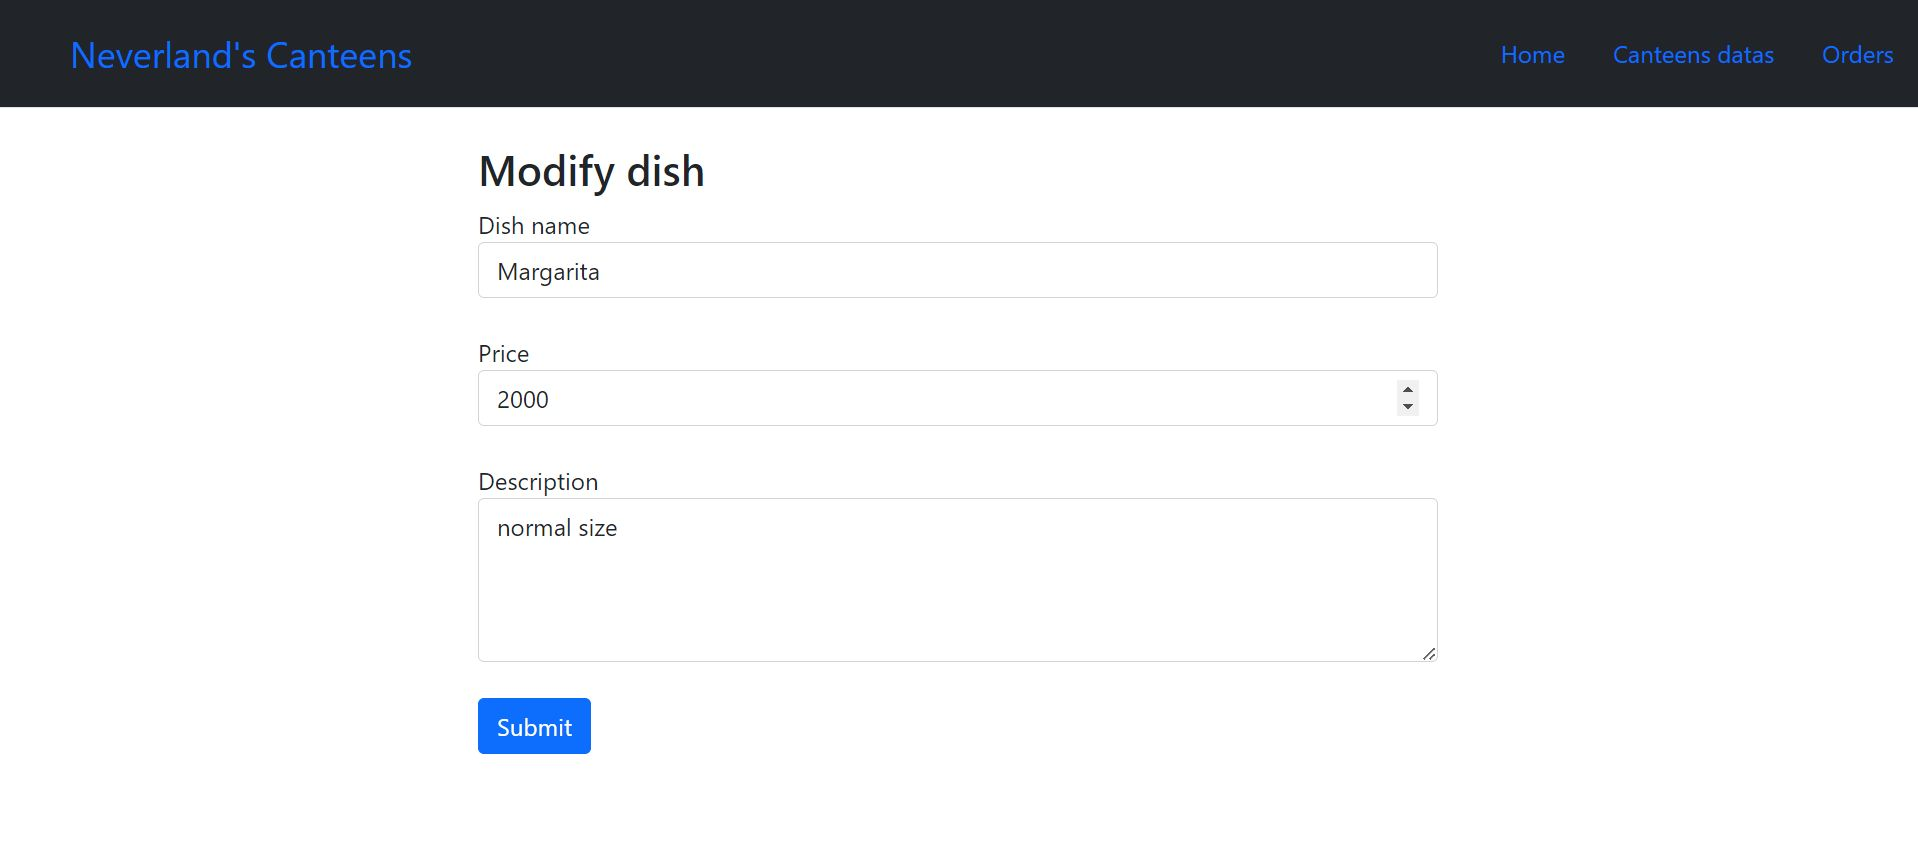 Neverland's Canteens
Home Canteens datas Orders
Modify dish
Dish name
Margarita
Price
2000
Description
normal size
Submit